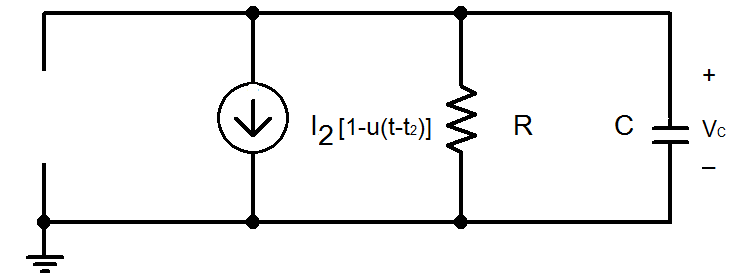 I2 [1-u(t-t2)]
R
C
+
Vc
–